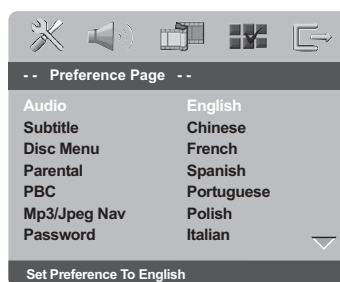 -- Preference Page --
Audio English
Subtitle Chinese
Disc Menu French
Parental Spanish
PBC Portuguese
Mp3/Jpeg Nav Polish
Password Italian
Set Preference To English